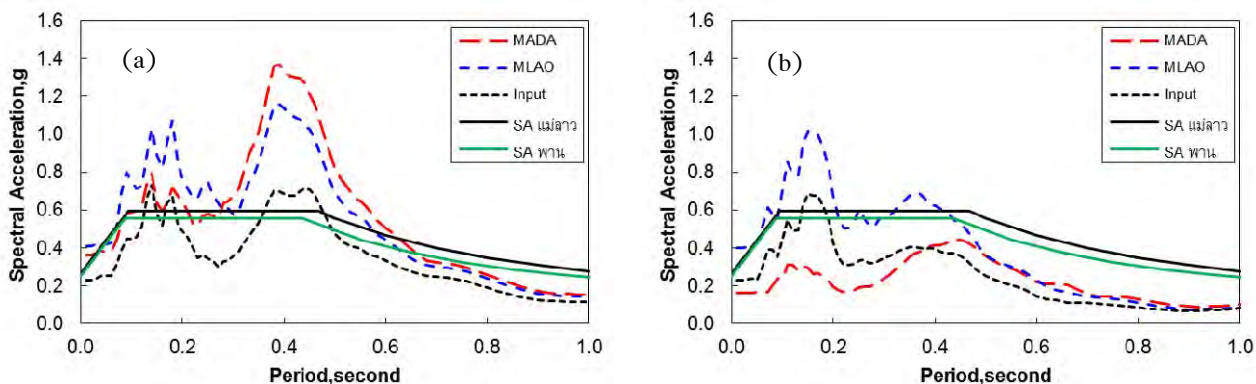 1.6
1.4
1.2
1.0
0.8
0.6
0.4
0.2
0.0
Spectral Acceleration,g
(a)
MADA
MLAO
Input
SA แม่ลาว
SA พาน
0.0 0.2 0.4 0.6 0.8 1.0
Period,second
1.6
1.4
1.2
1.0
0.8
0.6
0.4
0.2
0.0
Spectral Acceleration,g
(b)
MADA
MLAO
Input
SA แม่ลาว
SA พาน
0.0 0.2 0.4 0.6 0.8 1.0
Period,second